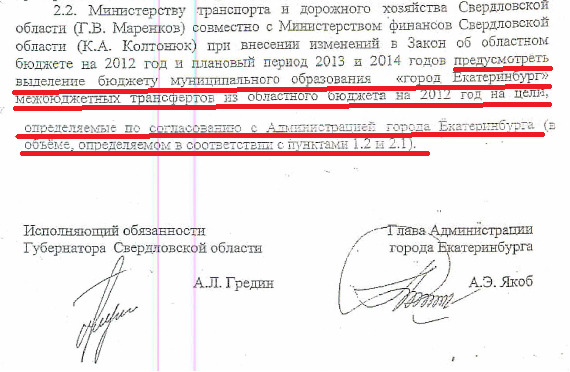 2.2. Министерству транспорта и дорожного хозяйства Свердловской
области (Г.В. Маренков) совместно с Министерством финансов Свердловской
области (К.А. Колтонюк) при внесении изменений в Закон об областном
бюджете на 2012 год и плановый период 2013 и 2014 годов предусмотреть
выделение бюджету муниципального образования «город Екатеринбург»
межбюджетных трансфертов из областного бюджета на 2012 год на цели,
определяемые по согласованию с Администрацией города Екатеринбурга (в
объёме, определяемом в соответствии с пунктами 1.2 и 2.1).
Исполняющий обязанности
Губернатора Свердловской области
А.Л. Гредин
Глава Администрации
города Екатеринбурга
А.Э. Якоб